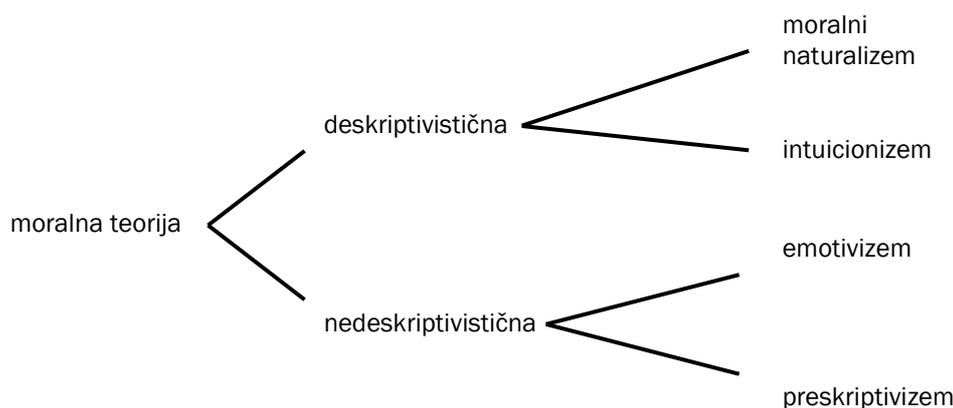 moralni
naturalizem
deskriptivistična
intuicionizem
moralna teorija
emotivizem
nedeskriptivistična
preskriptivizem